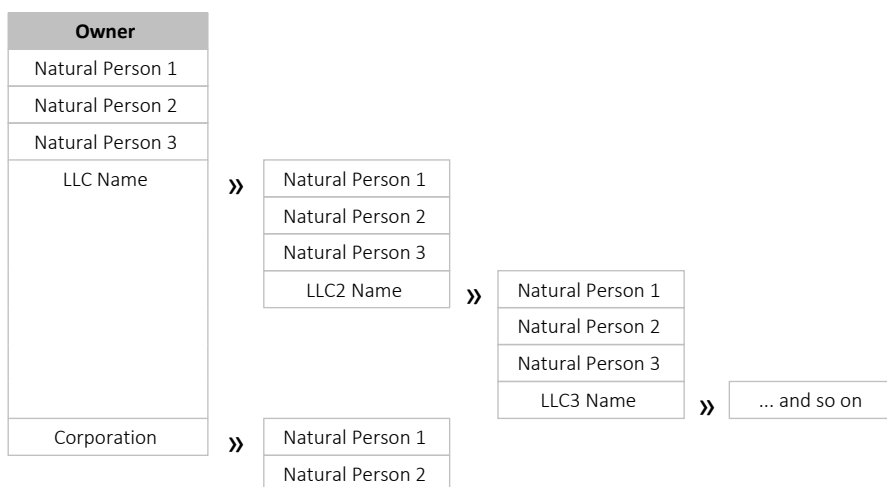 Owner
Natural Person 1
Natural Person 2
Natural Person 3
LLC Name » Natural Person 1
Natural Person 2
Natural Person 3
LLC2 Name » Natural Person 1
Natural Person 2
Natural Person 3
LLC3 Name » ... and so on
Corporation » Natural Person 1
Natural Person 2